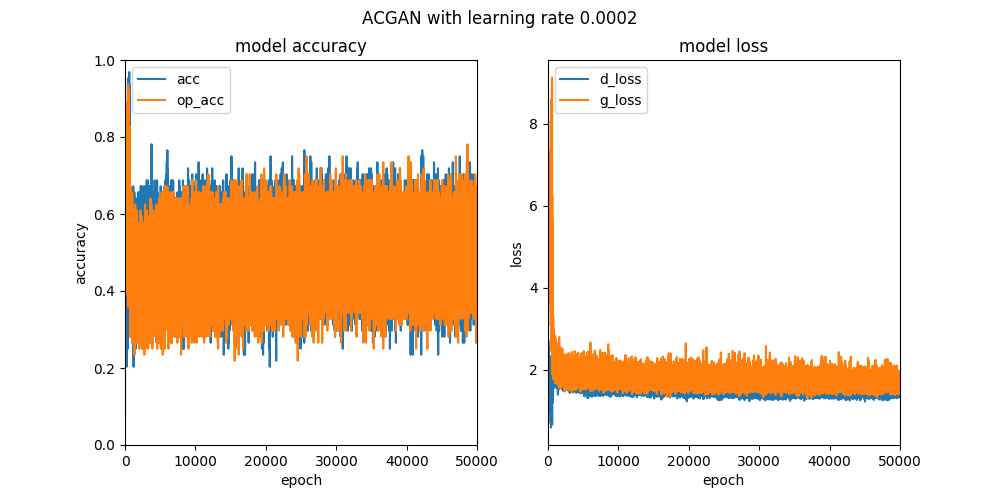 ACGAN with learning rate 0.0002
model accuracy
acc
op_acc
accuracy
1.0
0.8
0.6
0.4
0.2
0.0
0 10000 20000 30000 40000 50000
epoch
model loss
d_loss
g_loss
loss
8
6
4
2
0 10000 20000 30000 40000 50000
epoch